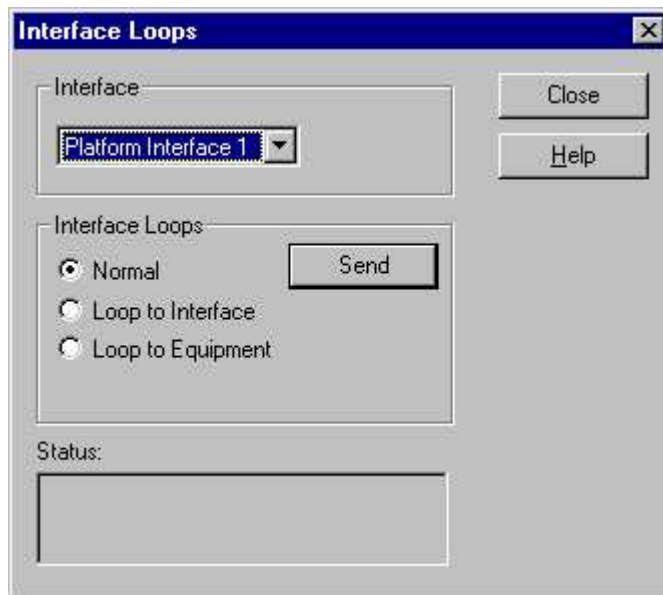 Interface Loops
Interface
Close
Platform Interface 1
Help
Interface Loops
Normal
Send
Loop to Interface
Loop to Equipment
Status: